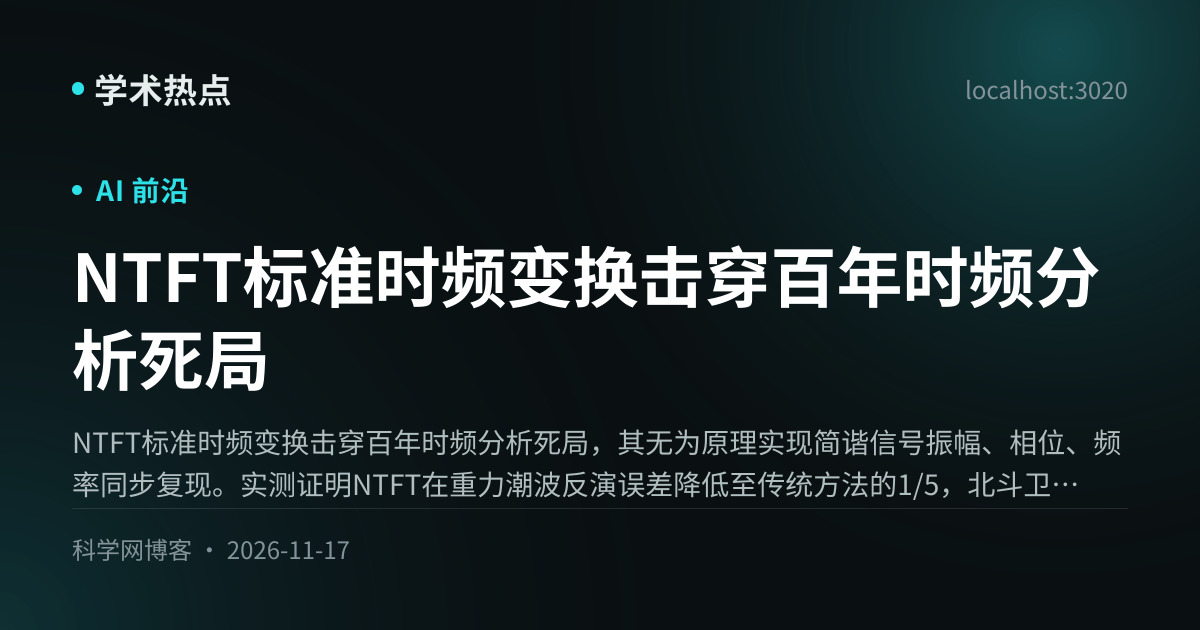 学术热点
localhost:3020
AI 前沿
NTFT标准时频变换击穿百年时频分
析死局
NTFT标准时频变换击穿百年时频分析死局，其无为原理实现简谐信号振幅、相位、频
率同步复现。实测证明NTFT在重力潮波反演误差降低至传统方法的1/5，北斗卫…
科学网博客 • 2026-11-17